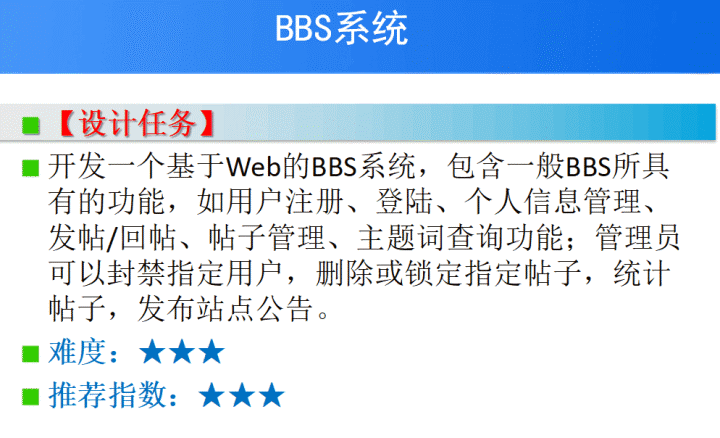 BBS系统
【设计任务】
开发一个基于Web的BBS系统，包含一般BBS所具
有的功能，如用户注册、登陆、个人信息管理、
发帖/回帖、帖子管理、主题词查询功能；管理员
可以封禁指定用户，删除或锁定指定帖子，统计
帖子，发布站点公告。
难度：★★★
推荐指数：★★★